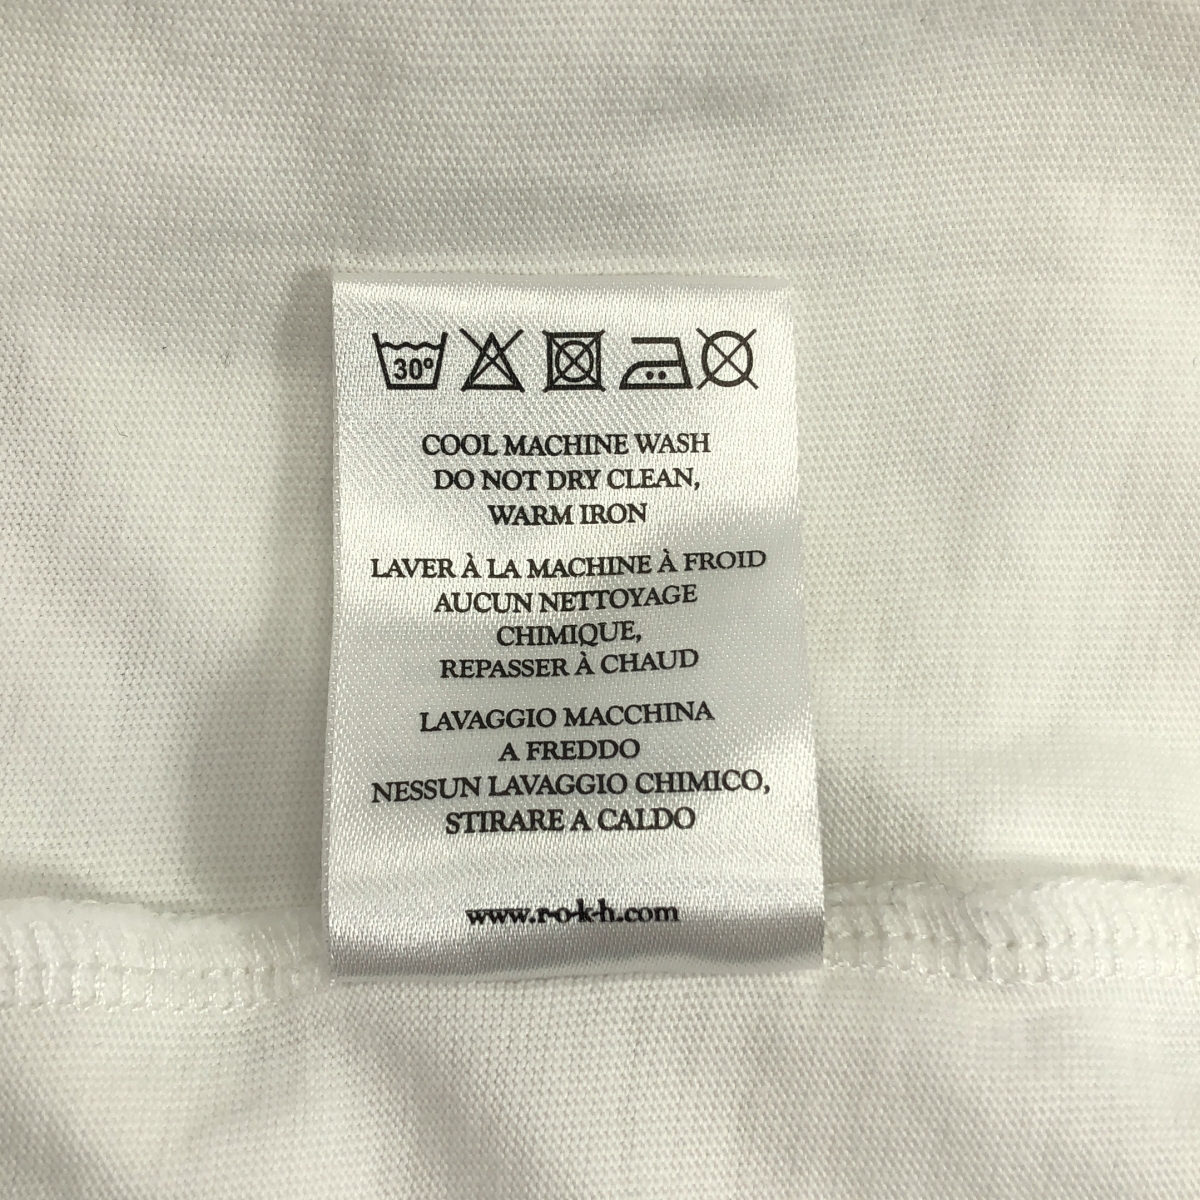 30°
COOL MACHINE WASH
DO NOT DRY CLEAN,
WARM IRON
LAVER À LA MACHINE À FROID
AUCUN NETTOYAGE
CHIMIQUE,
REPASSER À CHAUD
LAVAGGIO MACCHINA
A FREDDO
NESSUN LAVAGGIO CHIMICO,
STIRARE A CALDO
www.r-o-k-h.com